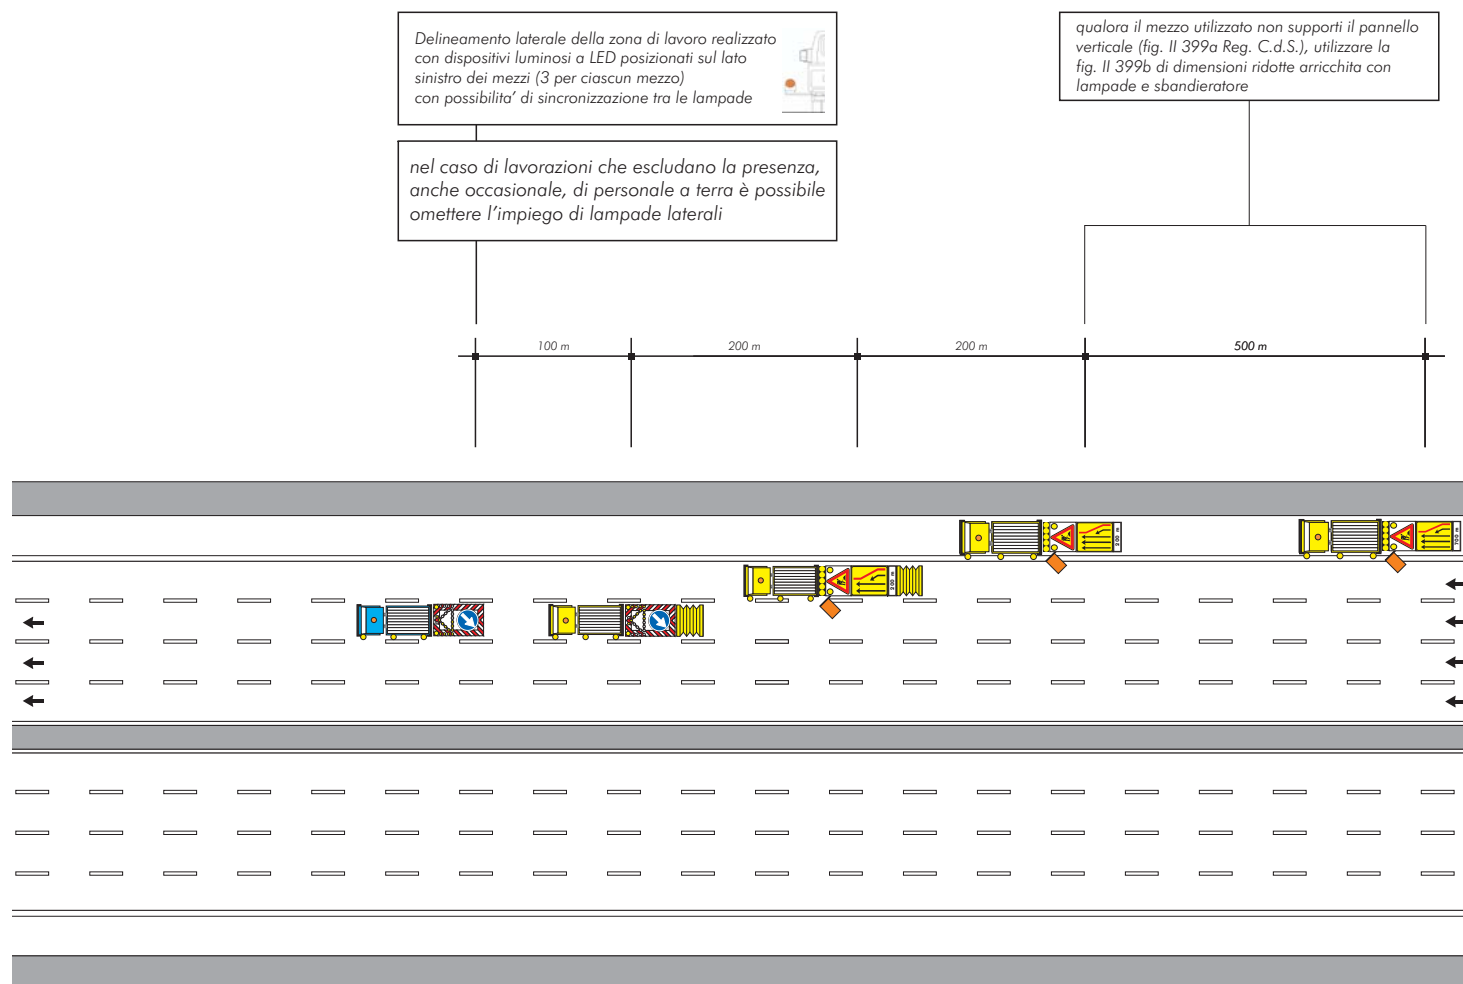 Delineamento laterale della zona di lavoro realizzato
con dispositivi luminosi a LED posizionati sul lato
sinistro dei mezzi (3 per ciascun mezzo)
con possibilita' di sincronizzazione tra le lampade
nel caso di lavorazioni che escludano la presenza,
anche occasionale, di personale a terra è possibile
omettere l'impiego di lampade laterali
qualora il mezzo utilizzato non supporti il pannello
verticale (fig. II 399a Reg. C.d.S.), utilizzare la
fig. II 399b di dimensioni ridotte arricchita con
lampade e sbandieratore
100 m
200 m
200 m
500 m
200 m
700 m
200 m